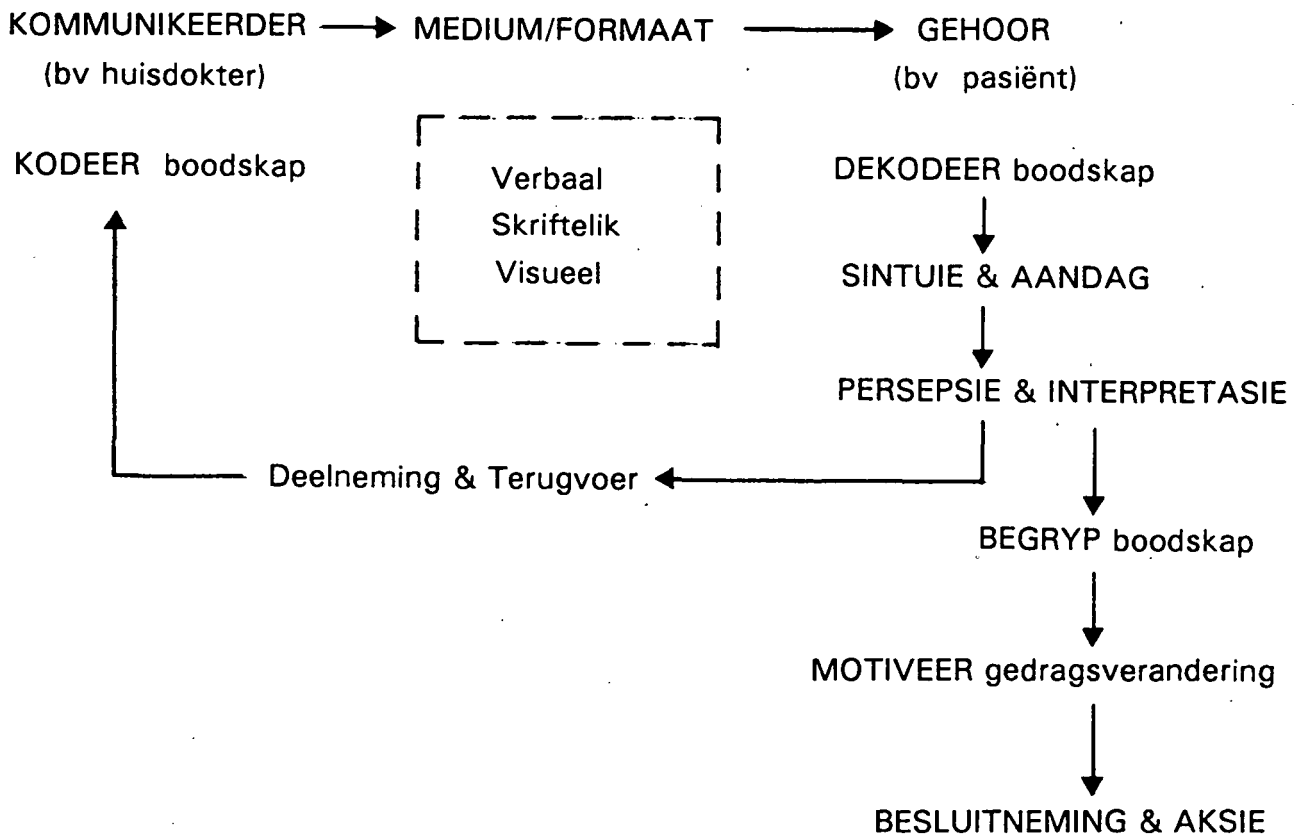 KOMMUNIKEERDER MEDIUM/FORMAAT GEHOOR
(bv huisdokter) (bv pasiënt)
KODEER boodskap
Verbaal
Skriftelik
Visueel
DEKODEER boodskap
SINTUIE & AANDAG
PERSEPSIE & INTERPRETASIE
Deelneming & Terugvoer
BEGRYP boodskap
MOTIVEER gedragsverandering
BESLUITNEMING & AKSIE